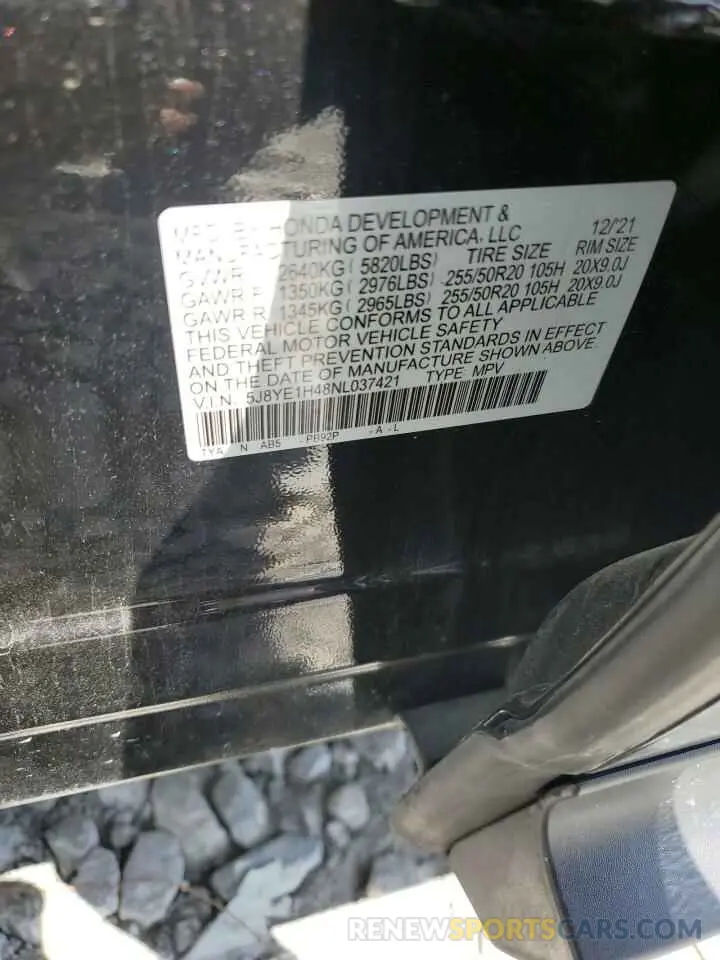 MFD. BY HONDA DEVELOPMENT & 12/21
MANUFACTURING OF AMERICA, LLC
GVWR 2640KG ( 5820LBS) TIRE SIZE RIM SIZE
GAWR F 1350KG ( 2976LBS) 255/50R20 105H 20X9.0J
GAWR R 1345KG ( 2965LBS) 255/50R20 105H 20X9.0J
THIS VEHICLE CONFORMS TO ALL APPLICABLE
FEDERAL MOTOR VEHICLE SAFETY
AND THEFT PREVENTION STANDARDS IN EFFECT
ON THE DATE OF MANUFACTURE SHOWN ABOVE.
V.I.N. 5J8YE1H48NL037421 TYPE: MPV
TYA N AB5 - PB92P - A - L
RENEWSPORTSCARS.COM